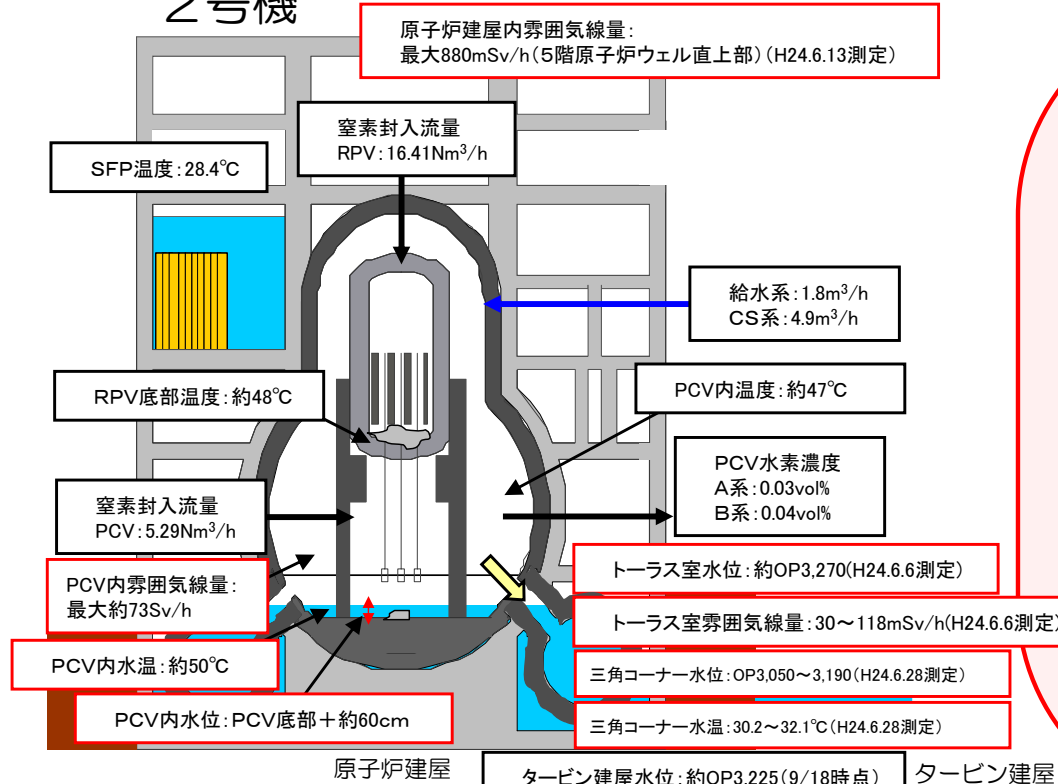 ２号機
原子炉建屋内雰囲気線量：
最大880mSv/h（５階原子炉ウェル直上部）（H24.6.13測定）
窒素封入流量
RPV：16.41Nm³/h
ＳＦＰ温度：28.4℃
給水系：1.8m³/h
ＣＳ系：4.9m³/h
ＲＰＶ底部温度：約48℃
ＰＣＶ内温度：約47℃
ＰＣＶ水素濃度
Ａ系：0.03vol%
Ｂ系：0.04vol%
窒素封入流量
PCV：5.29Nm³/h
PCV内雰囲気線量：
最大約73Sv/h
トーラス室水位：約OP3,270（H24.6.6測定）
トーラス室雰囲気線量：30～118mSv/h（H24.6.6測定）
PCV内水温：約50℃
三角コーナー水位：OP3,050～3,190（H24.6.28測定）
PCV内水位：PCV底部＋約60cm
三角コーナー水温：30.2～32.1℃（H24.6.28測定）
原子炉建屋
タービン建屋水位：約OP3,225（9/18時点）
タービン建屋